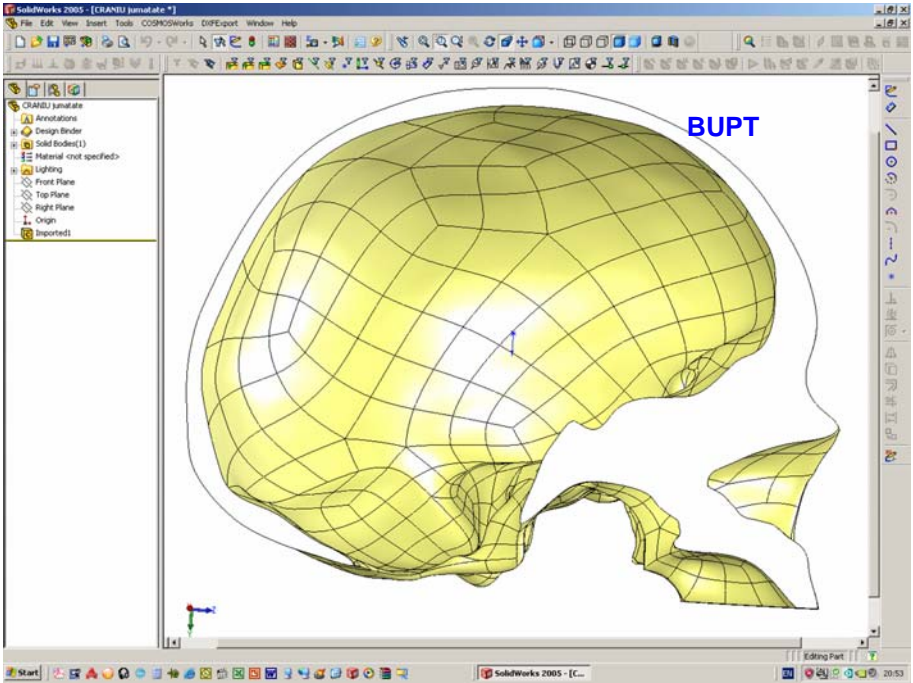 SolidWorks 2005 - [CRANIU jumatate *]
File Edit View Insert Tools COSMOSWorks DXFExport Window Help
CRANIU jumatate
Annotations
Design Binder
Solid Bodies(1)
Material <not specified>
Lighting
Front Plane
Top Plane
Right Plane
Origin
Imported1
BUPT
Z
Y
Editing Part
Start
SolidWorks 2005 - [C...
20:53